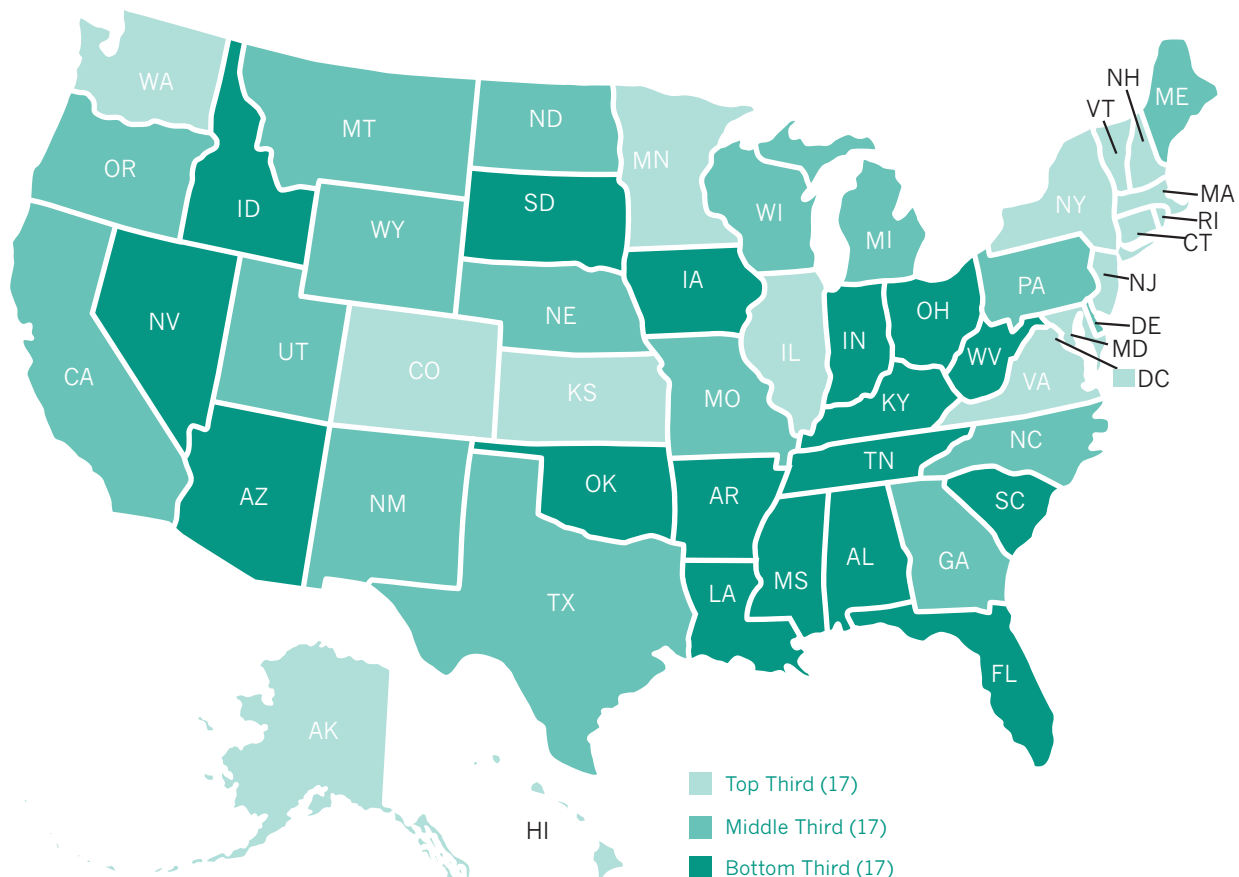 WA
OR
CA
ID
NV
MT
WY
UT
AZ
CO
NM
ND
SD
NE
KS
OK
TX
MN
IA
MO
AR
LA
WI
IL
MI
IN
OH
KY
TN
MS
AL
GA
FL
SC
NC
VA
WV
PA
NY
VT
NH
ME
MA
RI
CT
NJ
DE
MD
DC
AK
HI
Top Third (17)
Middle Third (17)
Bottom Third (17)